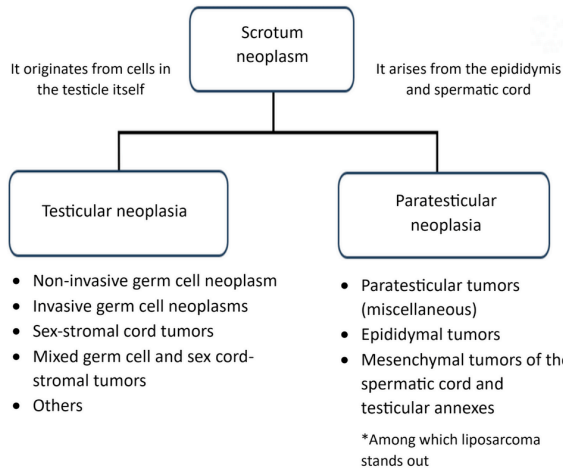 Scrotum
neoplasm
It originates from cells in
the testicle itself
It arises from the epididymis
and spermatic cord
Testicular neoplasia
Paratesticular
neoplasia
• Non-invasive germ cell neoplasm
• Invasive germ cell neoplasms
• Sex-stromal cord tumors
• Mixed germ cell and sex cord-
stromal tumors
• Others
• Paratesticular tumors
(miscellaneous)
• Epididymal tumors
• Mesenchymal tumors of the
spermatic cord and
testicular annexes
*Among which liposarcoma
stands out